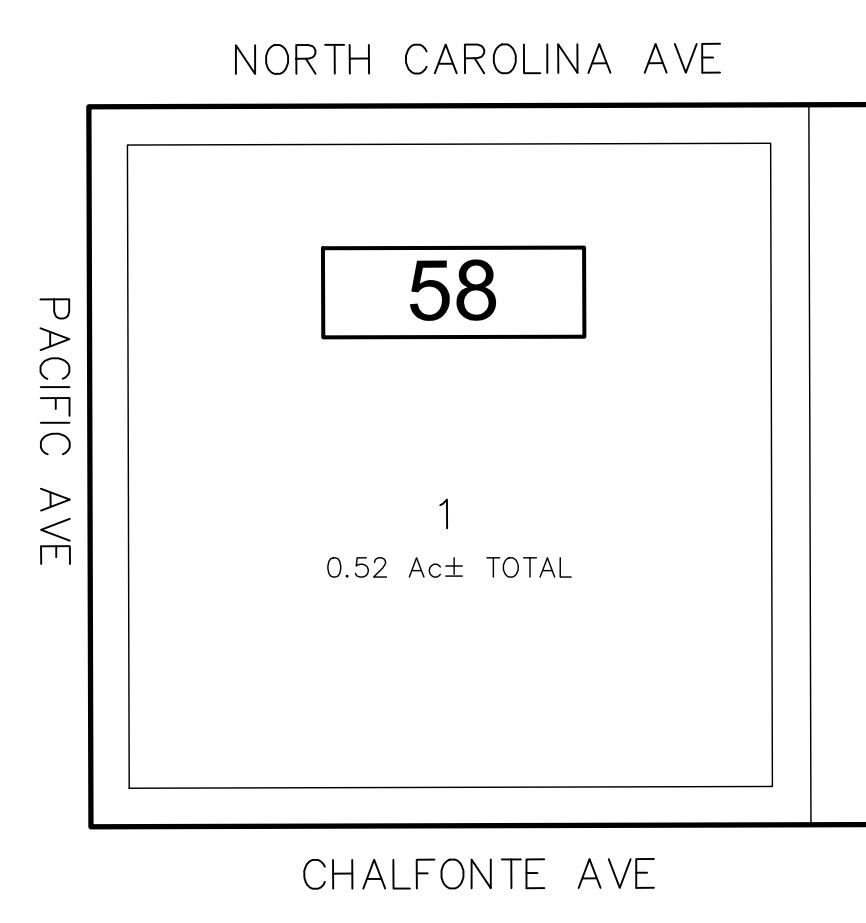 NORTH CAROLINA AVE
PACIFIC AVE
58
1
0.52 Ac± TOTAL
CHALFONTE AVE